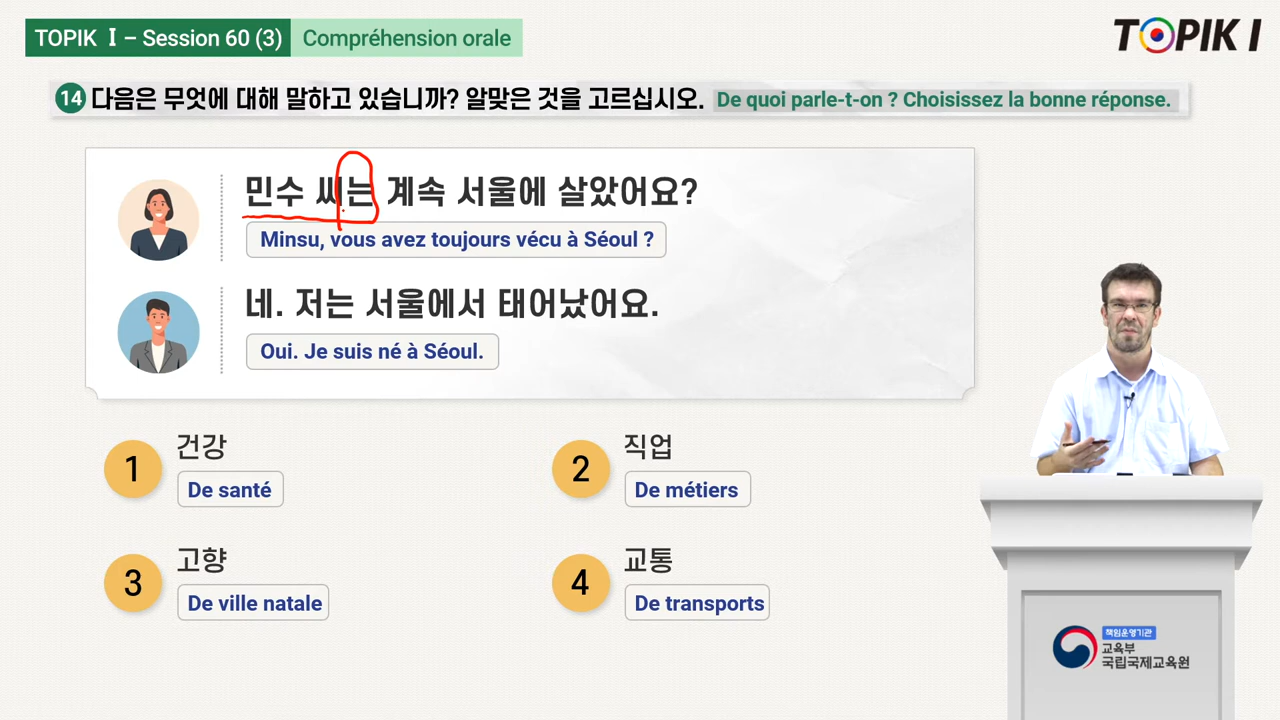 TOPIK I – Session 60 (3) Compréhension orale
TOPIK I
14 다음은 무엇에 대해 말하고 있습니까? 알맞은 것을 고르십시오. De quoi parle-t-on ? Choisissez la bonne réponse.
민수 씨는 계속 서울에 살았어요?
Minsu, vous avez toujours vécu à Séoul ?
네. 저는 서울에서 태어났어요.
Oui. Je suis né à Séoul.
1 건강
De santé
2 직업
De métiers
3 고향
De ville natale
4 교통
De transports
책임운영기관
교육부
국립국제교육원